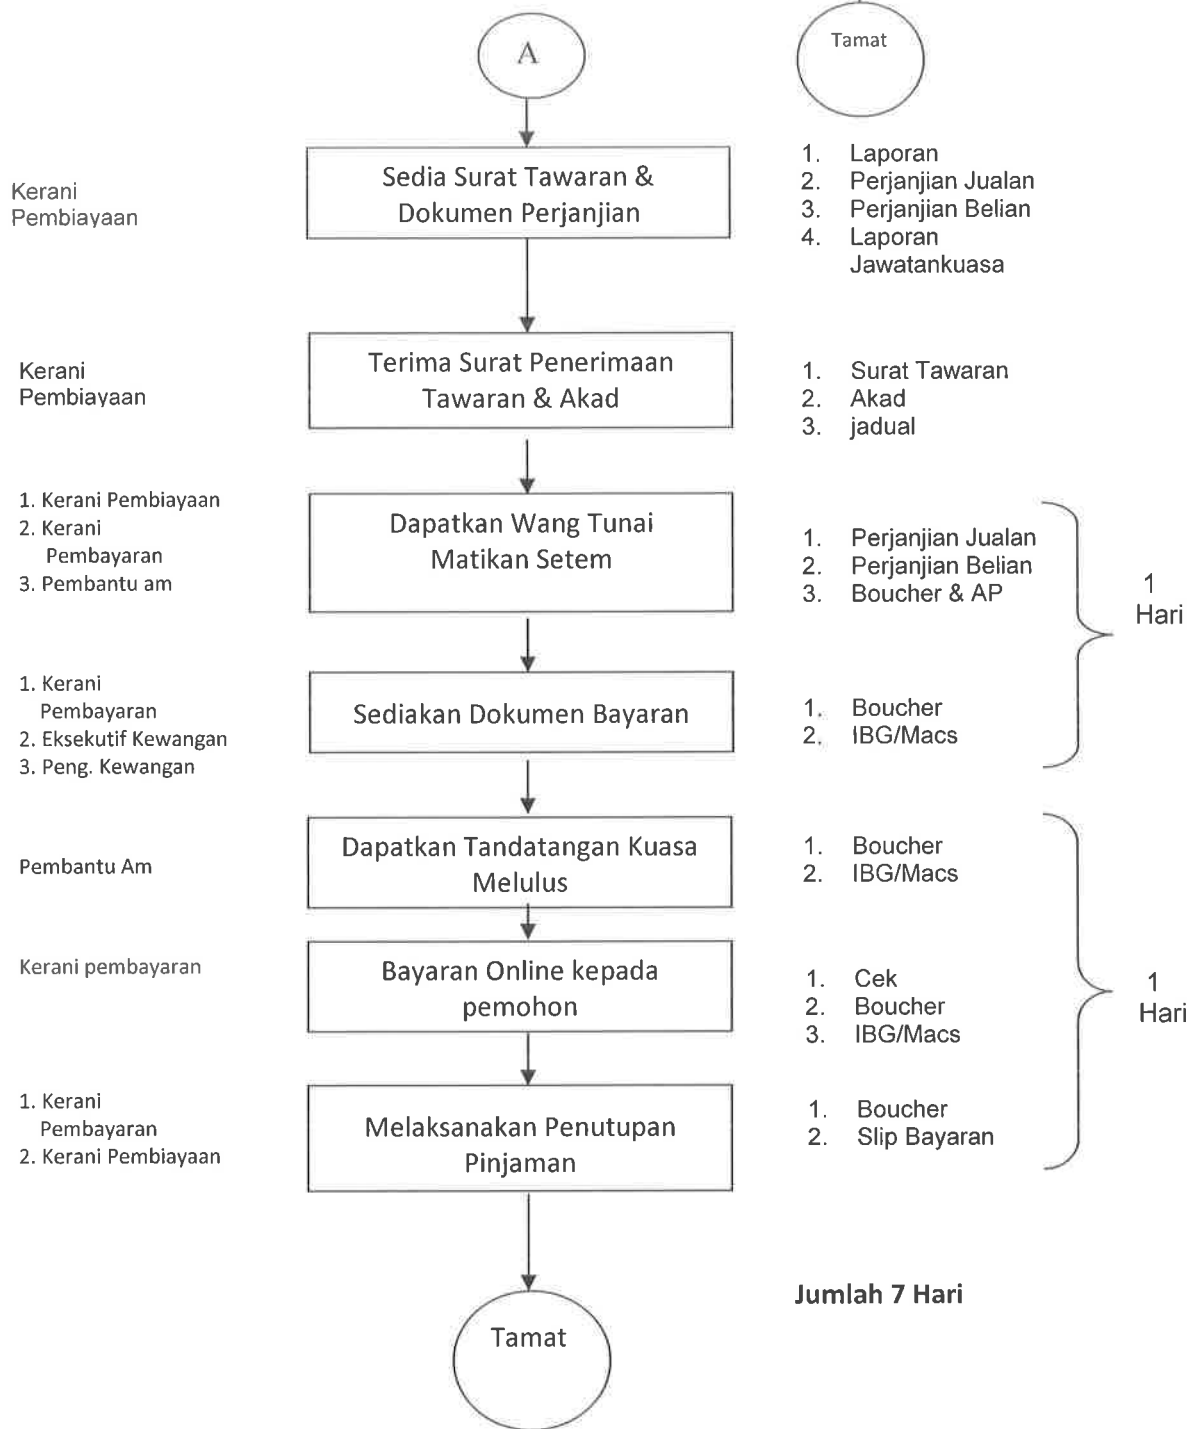 A
Tamat
Kerani
Pembiayaan
Sedia Surat Tawaran &
Dokumen Perjanjian
1. Laporan
2. Perjanjian Jualan
3. Perjanjian Belian
4. Laporan
Jawatankuasa
Kerani
Pembiayaan
Terima Surat Penerimaan
Tawaran & Akad
1. Surat Tawaran
2. Akad
3. jadual
1. Kerani Pembiayaan
2. Kerani
Pembayaran
3. Pembantu am
Dapatkan Wang Tunai
Matikan Setem
1. Perjanjian Jualan
2. Perjanjian Belian
3. Boucher & AP
1
Hari
1. Kerani
Pembayaran
2. Eksekutif Kewangan
3. Peng. Kewangan
Sediakan Dokumen Bayaran
1. Boucher
2. IBG/Macs
Pembantu Am
Dapatkan Tandatangan Kuasa
Melulus
1. Boucher
2. IBG/Macs
Kerani pembayaran
Bayaran Online kepada
pemohon
1. Cek
2. Boucher
3. IBG/Macs
1
Hari
1. Kerani
Pembayaran
2. Kerani Pembiayaan
Melaksanakan Penutupan
Pinjaman
1. Boucher
2. Slip Bayaran
Jumlah 7 Hari
Tamat